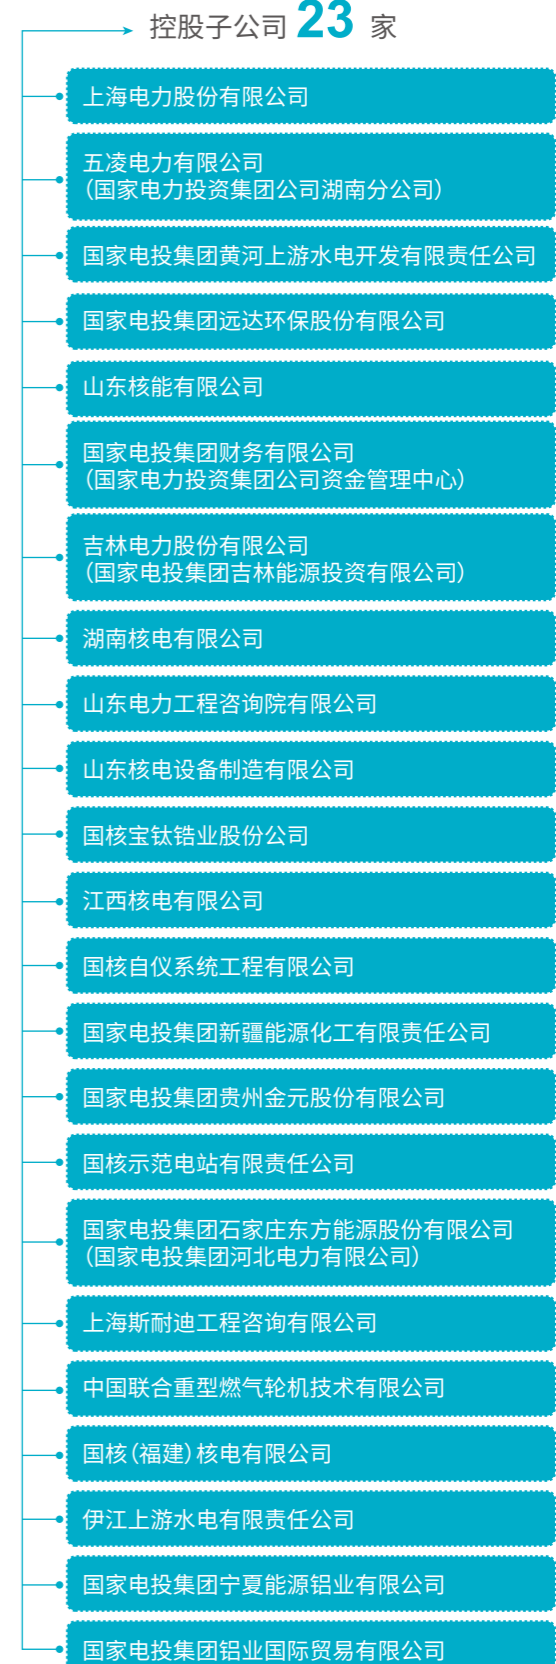 控股子公司 23 家
上海电力股份有限公司
五凌电力有限公司
（国家电力投资集团公司湖南分公司）
国家电投集团黄河上游水电开发有限责任公司
国家电投集团远达环保股份有限公司
山东核能有限公司
国家电投集团财务有限公司
（国家电力投资集团公司资金管理中心）
吉林电力股份有限公司
（国家电投集团吉林能源投资有限公司）
湖南核电有限公司
山东电力工程咨询院有限公司
山东核电设备制造有限公司
国核宝钛锆业股份公司
江西核电有限公司
国核自仪系统工程有限公司
国家电投集团新疆能源化工有限责任公司
国家电投集团贵州金元股份有限公司
国核示范电站有限责任公司
国家电投集团石家庄东方能源股份有限公司
（国家电投集团河北电力有限公司）
上海斯耐迪工程咨询有限公司
中国联合重型燃气轮机技术有限公司
国核（福建）核电有限公司
伊江上游水电有限责任公司
国家电投集团宁夏能源铝业有限公司
国家电投集团铝业国际贸易有限公司